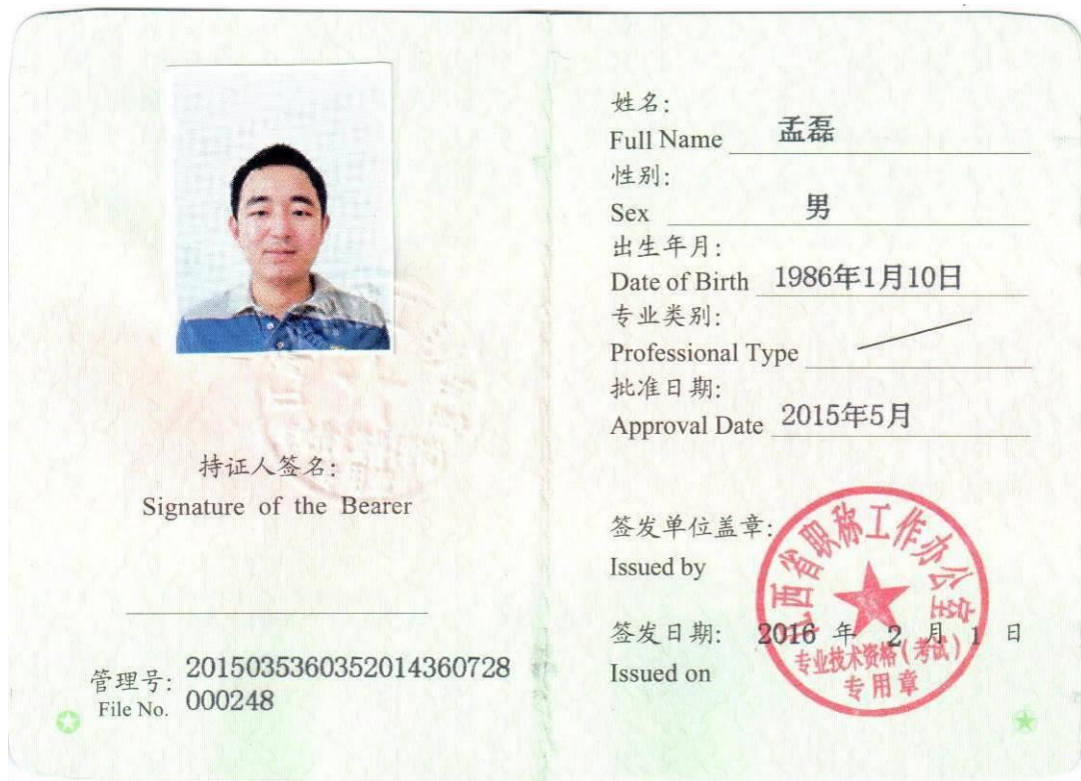 持证人签名:
Signature of the Bearer
管理号:
File No.
2015035360352014360728
000248
姓名:
Full Name 孟磊
性别:
Sex 男
出生年月:
Date of Birth 1986年1月10日
专业类别:
Professional Type
批准日期:
Approval Date 2015年5月
签发单位盖章:
Issued by
江西省职称工作办公室
签发日期: 2016 年 2 月 1 日
Issued on
专业技术资格(考试)
专用章